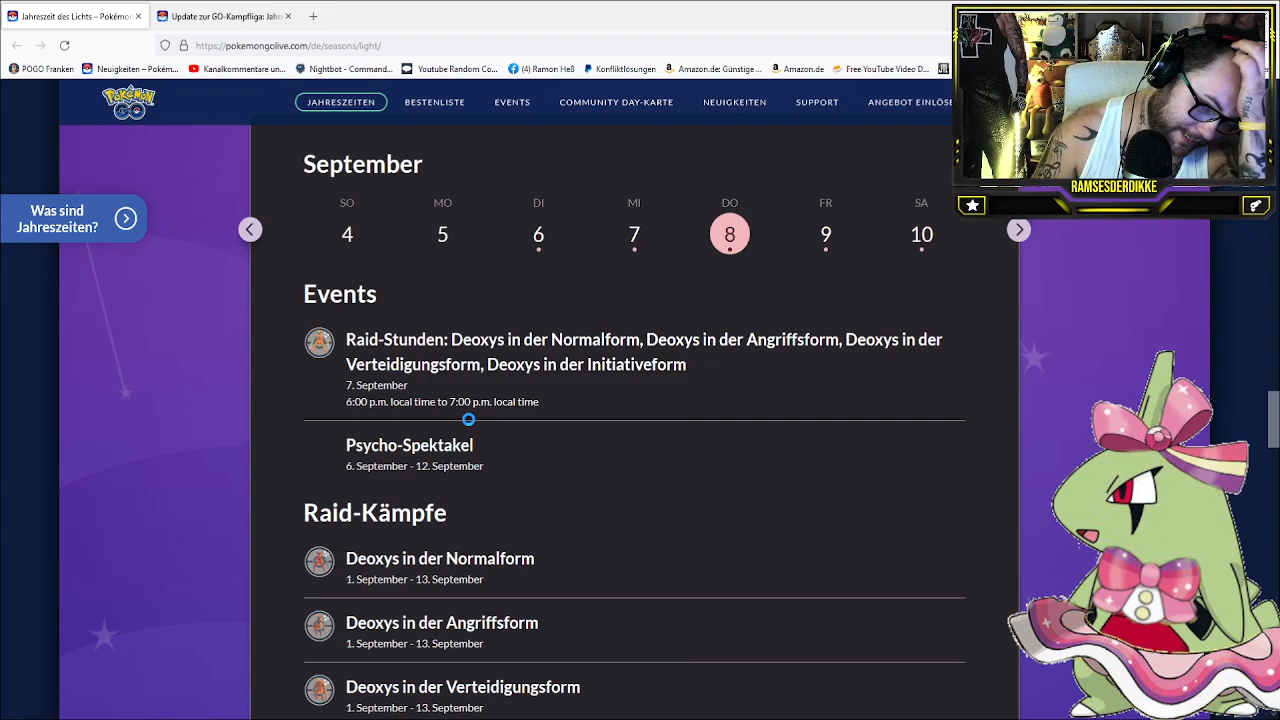 Jahreszeit des Lichts – Pokémo
Update zur GO-Kampfliga: Jahre
https://pokemongolive.com/de/seasons/light/
POGO Franken
Neuigkeiten – Pokém...
Kanalkommentare un...
Nightbot - Command...
Youtube Random Co...
(4) Ramon Heß
Konfliktlösungen
Amazon.de: Günstige ...
Amazon.de
Free YouTube Video D...
POKÉMON GO
JAHRESZEITEN
BESTENLISTE
EVENTS
COMMUNITY DAY-KARTE
NEUIGKEITEN
SUPPORT
ANGEBOT EINLÖSE
RAMSESDERDIKKE
Was sind
Jahreszeiten?
September
SO MO DI MI DO FR SA
4 5 6 7 8 9 10
Events
Raid-Stunden: Deoxys in der Normalform, Deoxys in der Angriffsform, Deoxys in der
Verteidigungsform, Deoxys in der Initiativeform
7. September
6:00 p.m. local time to 7:00 p.m. local time
Psycho-Spektakel
6. September - 12. September
Raid-Kämpfe
Deoxys in der Normalform
1. September - 13. September
Deoxys in der Angriffsform
1. September - 13. September
Deoxys in der Verteidigungsform
1. September - 13. September